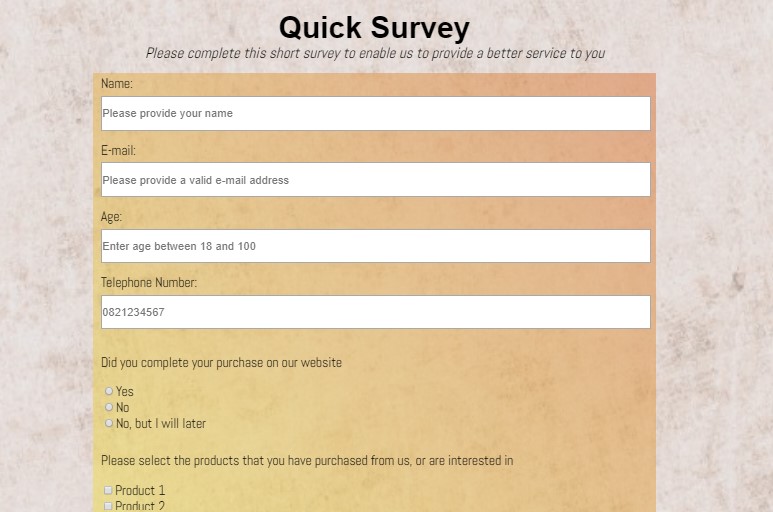 Quick Survey
Please complete this short survey to enable us to provide a better service to you
Name:
Please provide your name
E-mail:
Please provide a valid e-mail address
Age:
Enter age between 18 and 100
Telephone Number:
0821234567
Did you complete your purchase on our website
Yes
No
No, but I will later
Please select the products that you have purchased from us, or are interested in
Product 1
Product 2